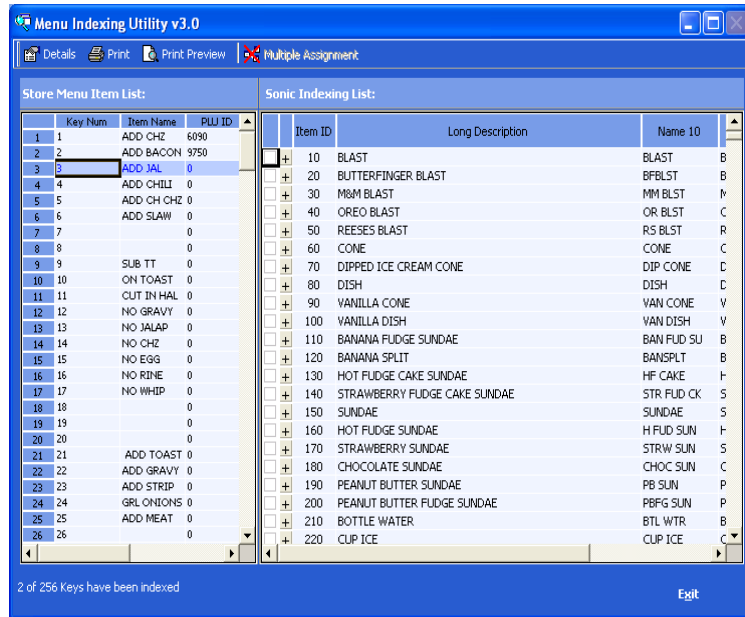 Menu Indexing Utility v3.0
Details Print Print Preview Multiple Assignment
Store Menu Item List:
Key Num Item Name PLU ID
1 1 ADD CHZ 6090
2 2 ADD BACON 9750
3 3 ADD JAL 0
4 4 ADD CHILI 0
5 5 ADD CH CHZ 0
6 6 ADD SLAW 0
7 7 0
8 8 0
9 9 SUB TT 0
10 10 ON TOAST 0
11 11 CUT IN HAL 0
12 12 NO GRAVY 0
13 13 NO JALAP 0
14 14 NO CHZ 0
15 15 NO EGG 0
16 16 NO RINE 0
17 17 NO WHIP 0
18 18 0
19 19 0
20 20 0
21 21 ADD TOAST 0
22 22 ADD GRAVY 0
23 23 ADD STRIP 0
24 24 GRL ONIONS 0
25 25 ADD MEAT 0
26 26 0
Sonic Indexing List:
Item ID Long Description Name 10
+ 10 BLAST BLAST B
+ 20 BUTTERFINGER BLAST BFBLST B
+ 30 M&M BLAST MM BLST
+ 40 OREO BLAST OR BLST
+ 50 REESES BLAST RS BLST R
+ 60 CONE CONE
+ 70 DIPPED ICE CREAM CONE DIP CONE
+ 80 DISH DISH
+ 90 VANILLA CONE VAN CONE V
+ 100 VANILLA DISH VAN DISH V
+ 110 BANANA FUDGE SUNDAE BAN FUD SU B
+ 120 BANANA SPLIT BANSPLT B
+ 130 HOT FUDGE CAKE SUNDAE HF CAKE
+ 140 STRAWBERRY FUDGE CAKE SUNDAE STR FUD CK S
+ 150 SUNDAE SUNDAE S
+ 160 HOT FUDGE SUNDAE H FUD SUN
+ 170 STRAWBERRY SUNDAE STRW SUN S
+ 180 CHOCOLATE SUNDAE CHOC SUN
+ 190 PEANUT BUTTER SUNDAE PB SUN P
+ 200 PEANUT BUTTER FUDGE SUNDAE PBFG SUN P
+ 210 BOTTLE WATER BTL WTR B
+ 220 CUP ICE CUP ICE
2 of 256 Keys have been indexed
Exit